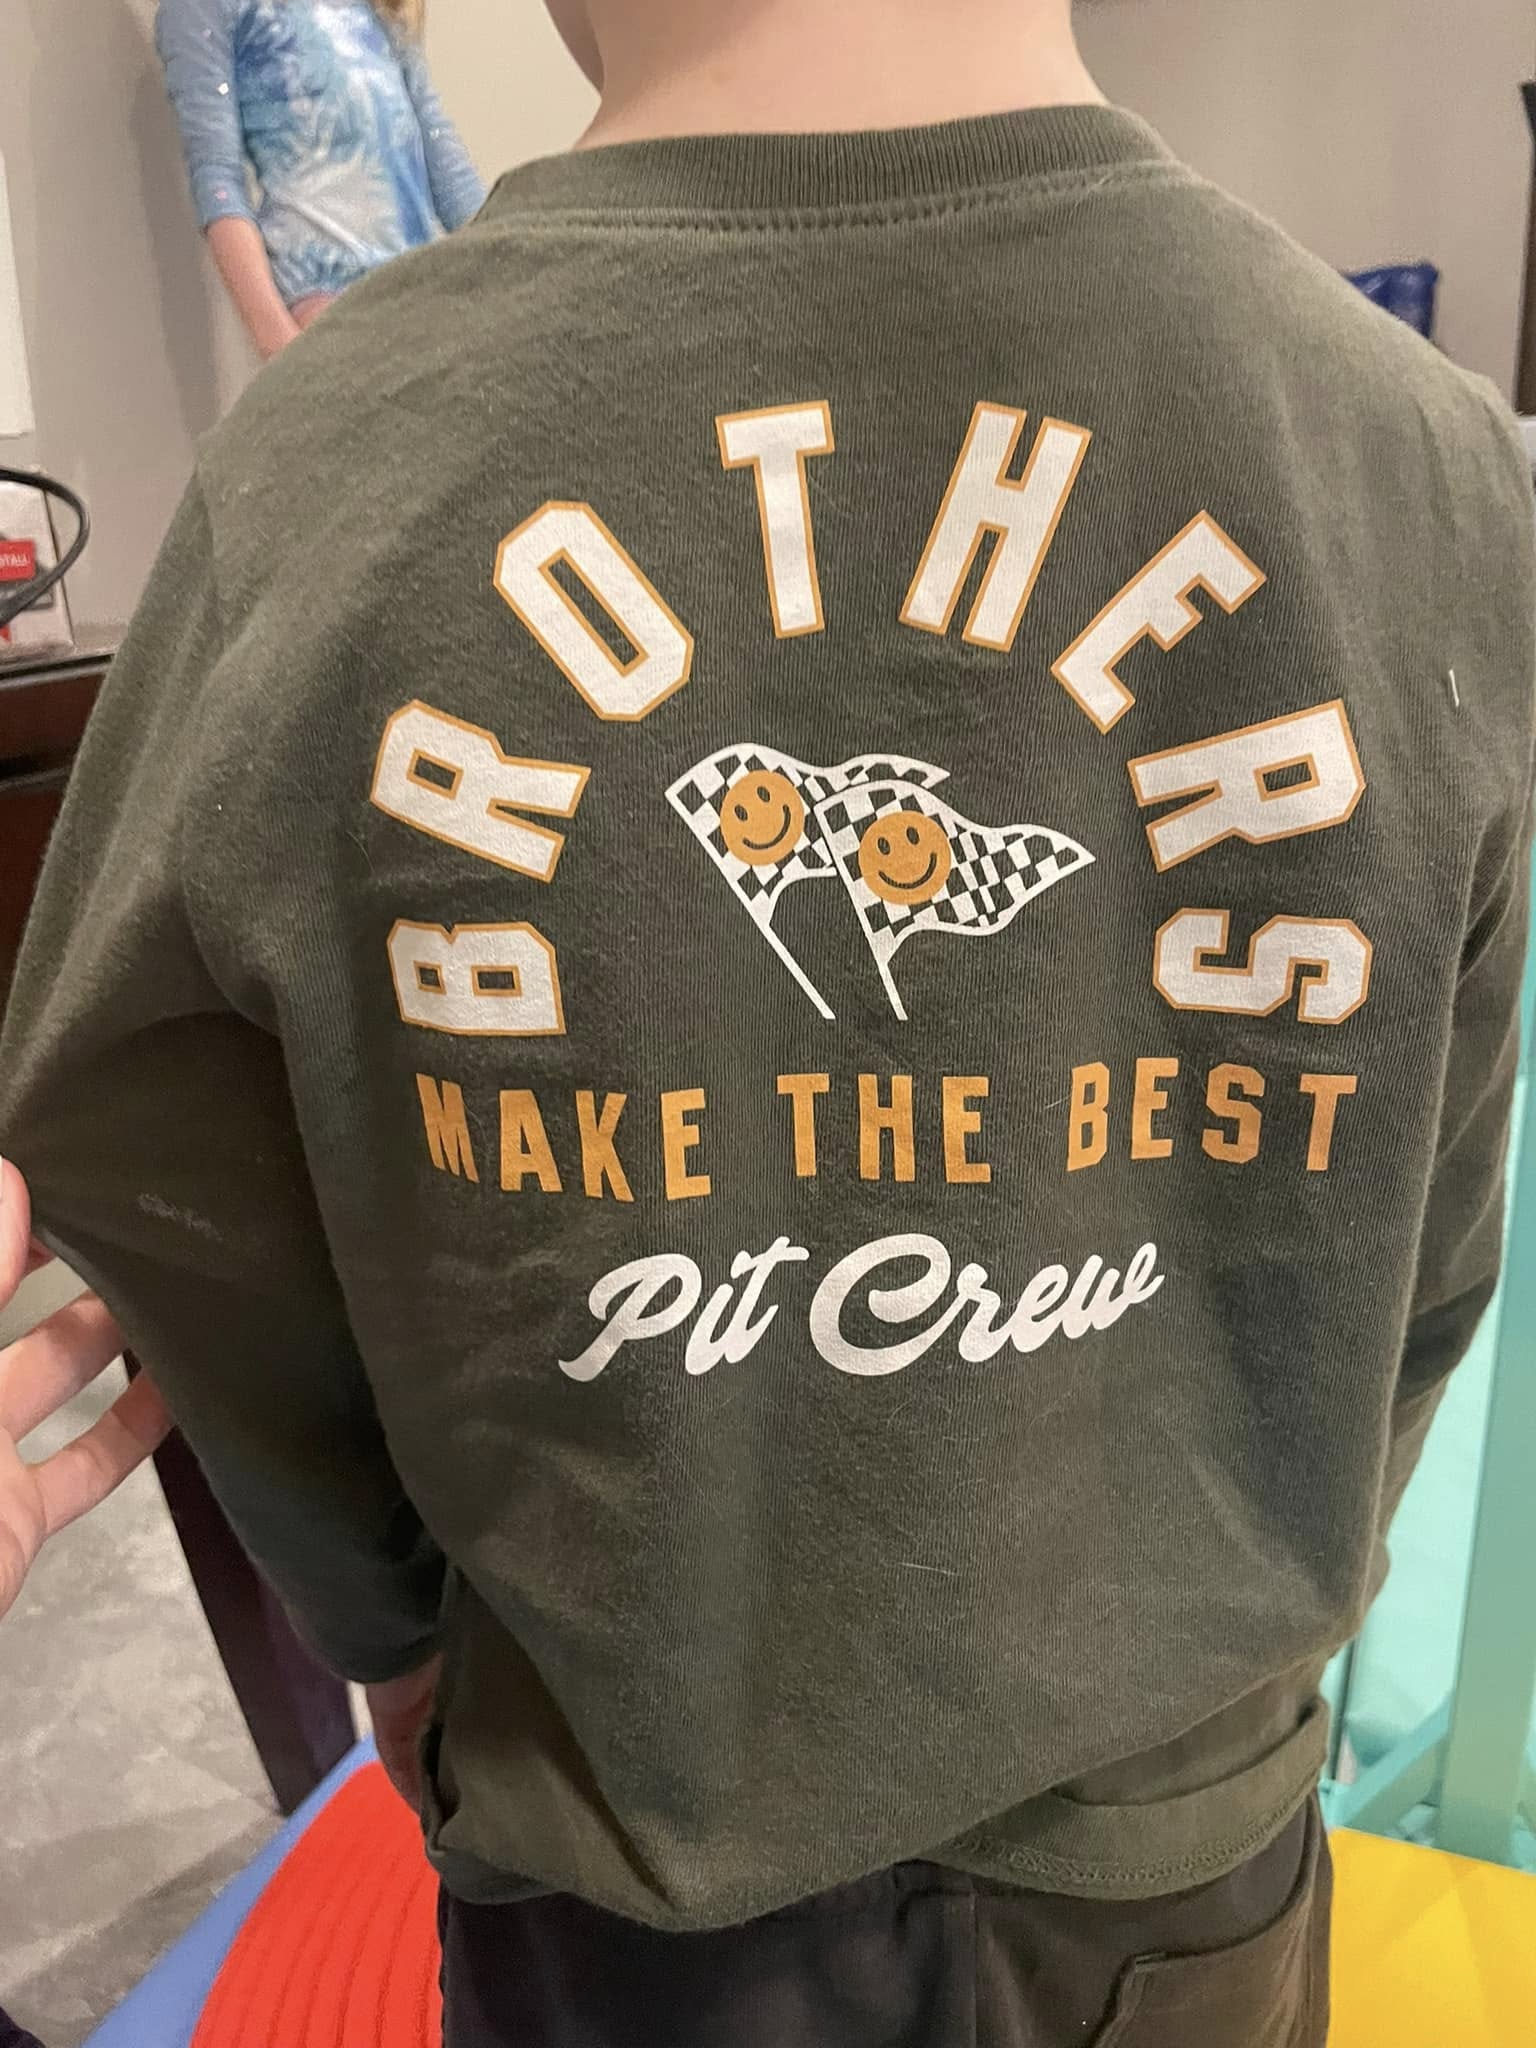 BROTHERS
MAKE THE BEST
Pit Crew